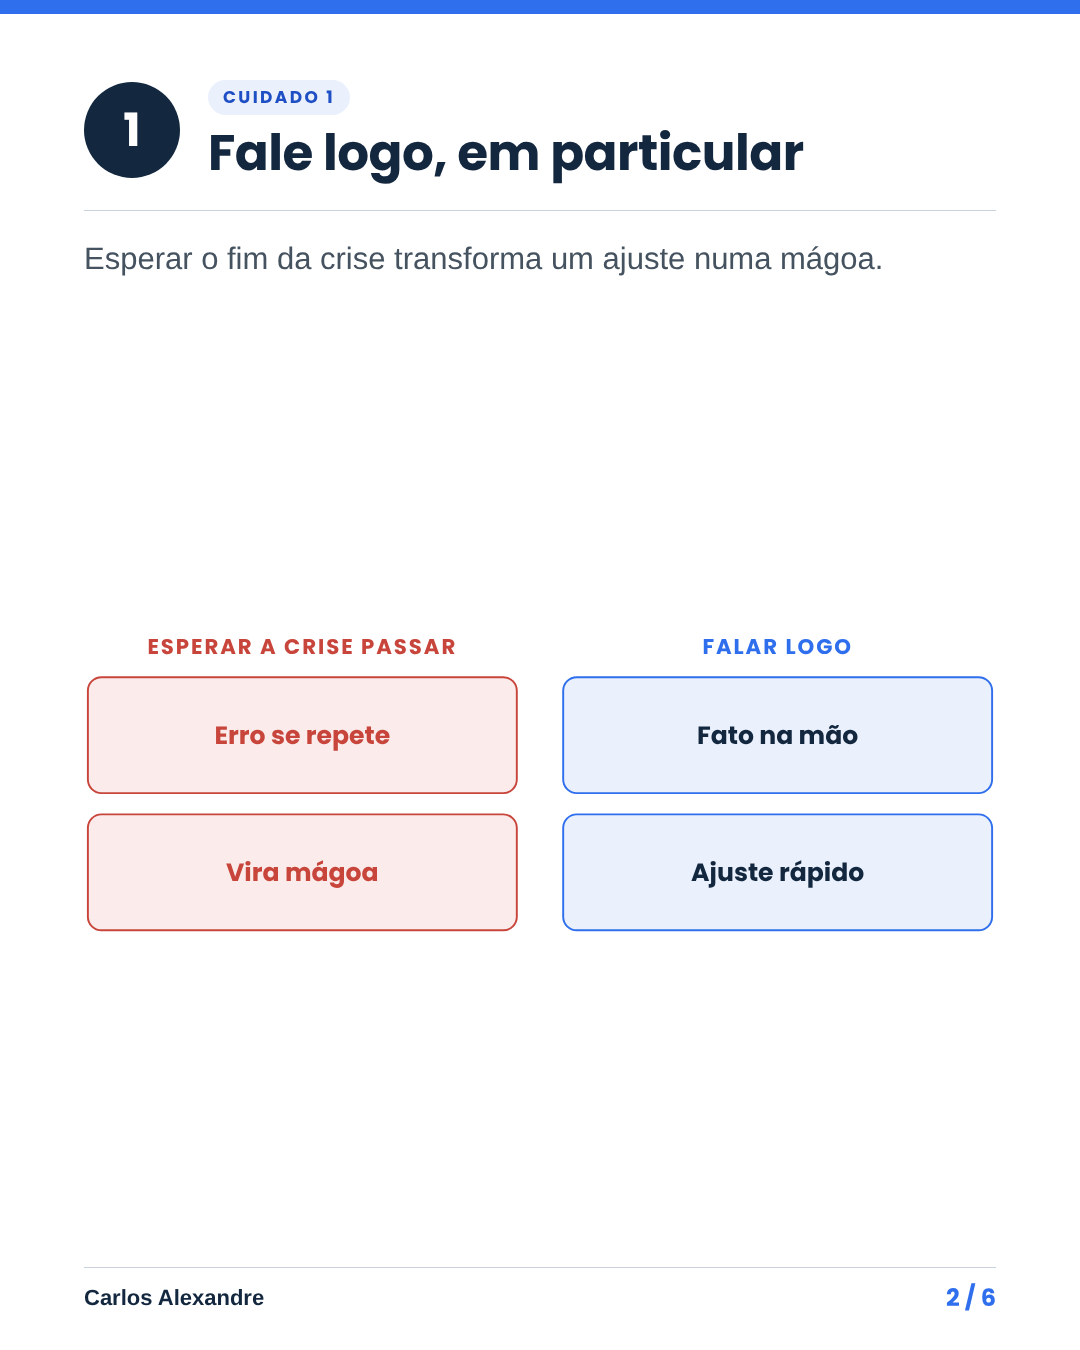 1
CUIDADO 1
Fale logo, em particular
Esperar o fim da crise transforma um ajuste numa mágoa.
ESPERAR A CRISE PASSAR
Erro se repete
Vira mágoa
FALAR LOGO
Fato na mão
Ajuste rápido
Carlos Alexandre
2 / 6